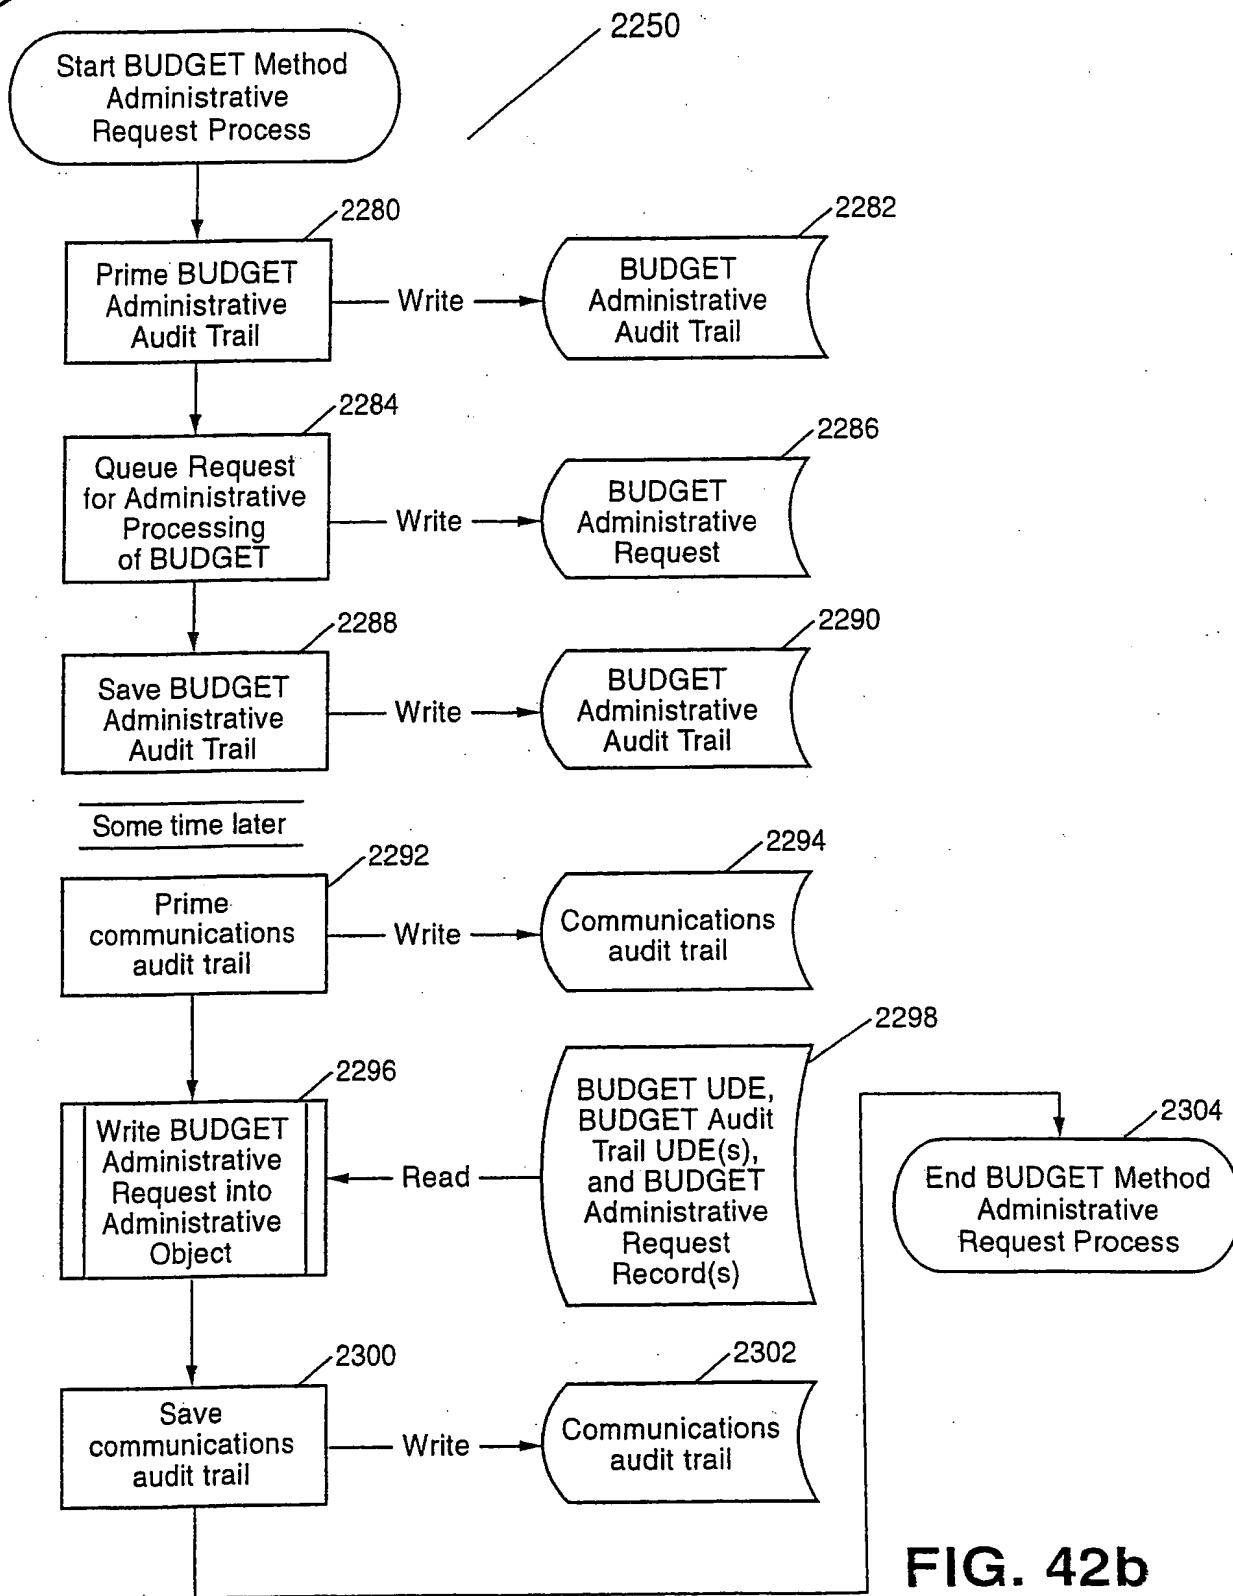 2250
Start BUDGET Method
Administrative
Request Process
2280
Prime BUDGET
Administrative
Audit Trail
Write
2282
BUDGET
Administrative
Audit Trail
2284
Queue Request
for Administrative
Processing
of BUDGET
Write
2286
BUDGET
Administrative
Request
2288
Save BUDGET
Administrative
Audit Trail
Write
2290
BUDGET
Administrative
Audit Trail
Some time later
2292
Prime
communications
audit trail
Write
2294
Communications
audit trail
2296
Write BUDGET
Administrative
Request into
Administrative
Object
Read
2298
BUDGET UDE,
BUDGET Audit
Trail UDE(s),
and BUDGET
Administrative
Request
Record(s)
2300
Save
communications
audit trail
Write
2302
Communications
audit trail
2304
End BUDGET Method
Administrative
Request Process
FIG. 42b